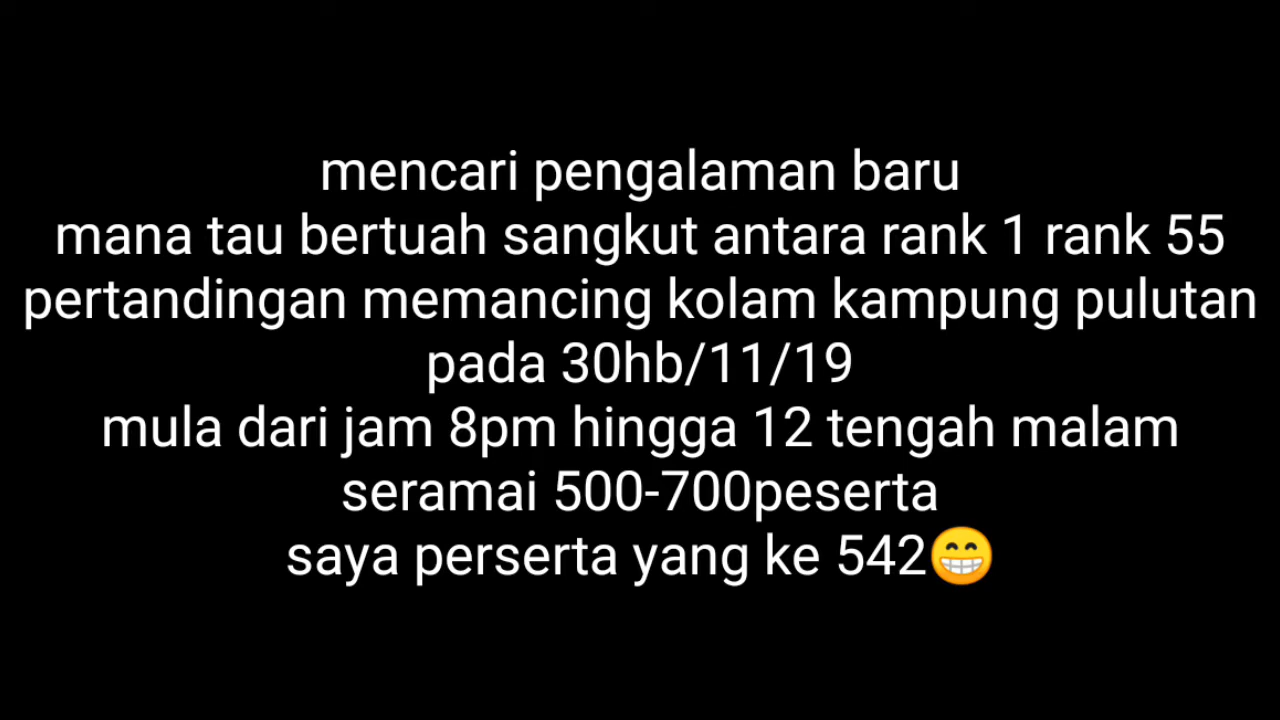 mencari pengalaman baru
mana tau bertuah sangkut antara rank 1 rank 55
pertandingan memancing kolam kampung pulutan
pada 30hb/11/19
mula dari jam 8pm hingga 12 tengah malam
seramai 500-700peserta
saya perserta yang ke 542😁